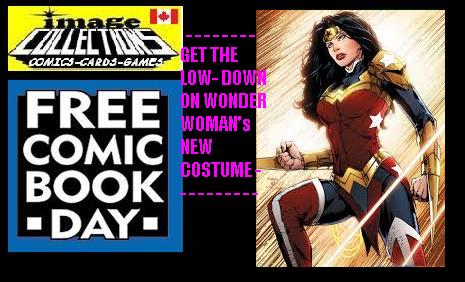 image
COLLECTIONS
COMICS-CARDS-GAMES
FREE
COMIC
BOOK
▪DAY▪
- - - - - - - - -
GET THE
LOW- DOWN
ON WONDER
WOMAN's
NEW
COSTUME -
- - - - - - - - -